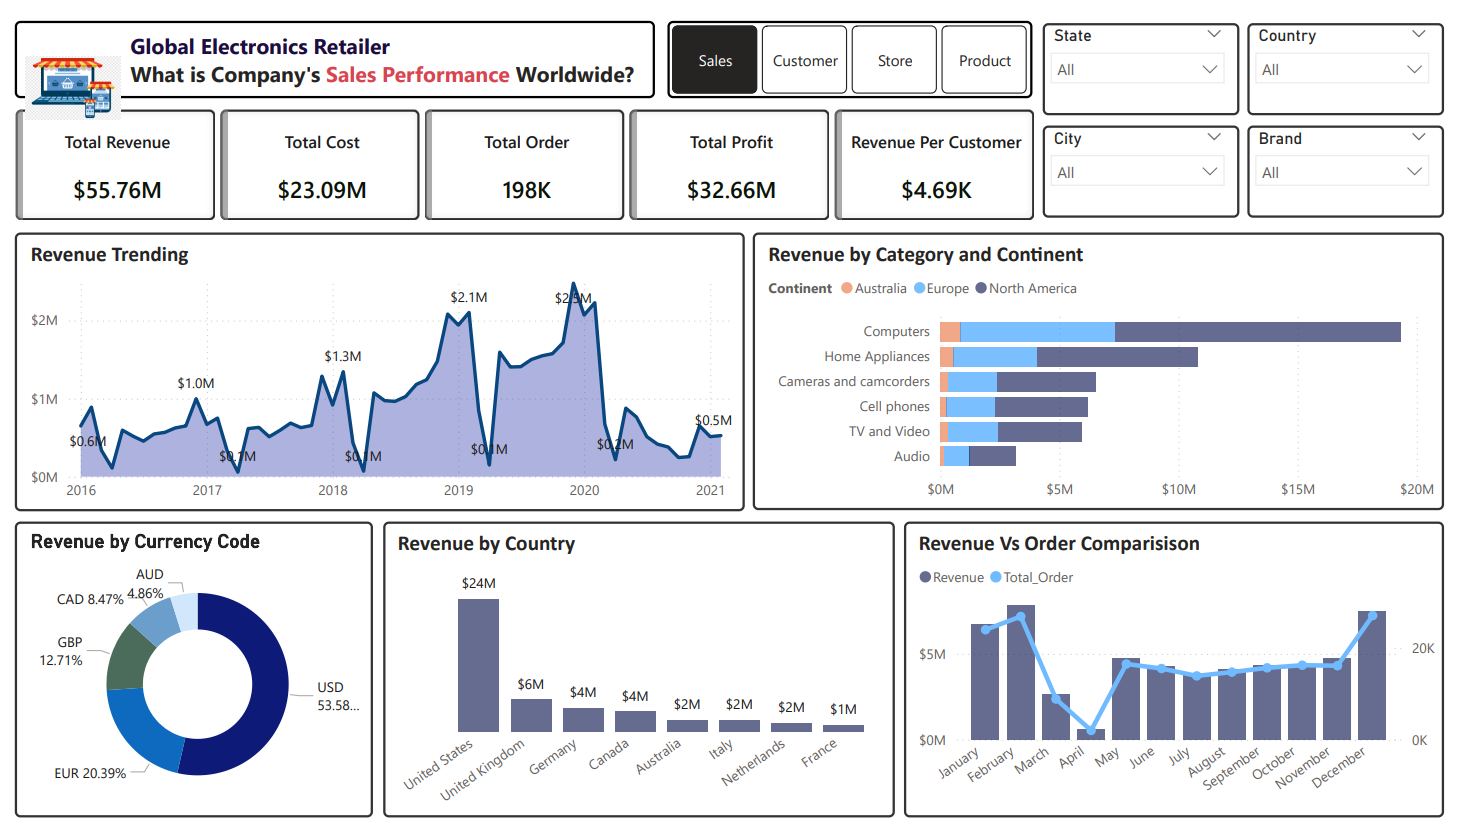 Global Electronics Retailer
What is Company's Sales Performance Worldwide?
Sales
Customer
Store
Product
State
All
Country
All
City
All
Brand
All
Total Revenue
$55.76M
Total Cost
$23.09M
Total Order
198K
Total Profit
$32.66M
Revenue Per Customer
$4.69K
Revenue Trending
$2M
$1M
$0M
$0.6M
$1.0M
$0.1M
$1.3M
$0.1M
$2.1M
$0.1M
$2.5M
$0.2M
$0.5M
2016 2017 2018 2019 2020 2021
Revenue by Category and Continent
Continent Australia Europe North America
Computers
Home Appliances
Cameras and camcorders
Cell phones
TV and Video
Audio
$0M $5M $10M $15M $20M
Revenue by Currency Code
AUD
4.86%
CAD 8.47%
GBP
12.71%
USD
53.58...
EUR 20.39%
Revenue by Country
$24M
$6M
$4M
$4M
$2M
$2M
$2M
$1M
United States
United Kingdom
Germany
Canada
Australia
Italy
Netherlands
France
Revenue Vs Order Comparisison
Revenue Total_Order
$5M
$0M
20K
0K
January
February
March
April
May
June
July
August
September
October
November
December